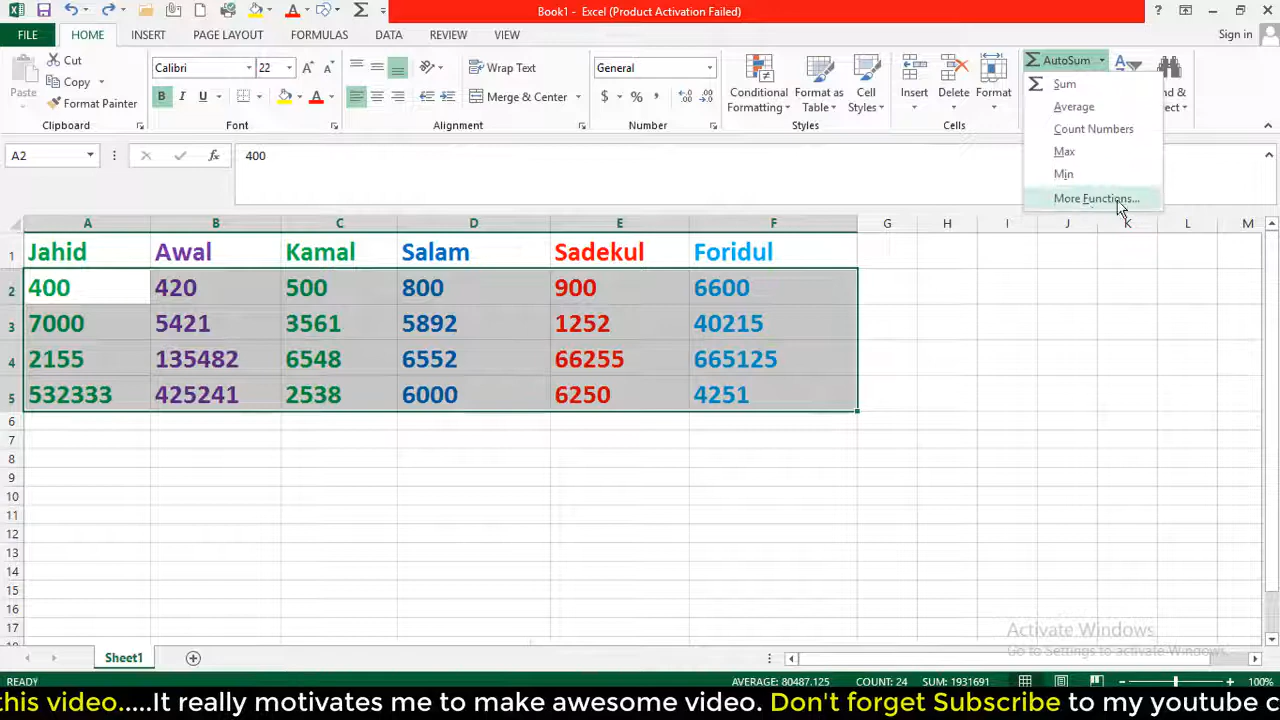 Book1 - Excel (Product Activation Failed)
FILE HOME INSERT PAGE LAYOUT FORMULAS DATA REVIEW VIEW Sign in
Cut
Copy
Format Painter
Paste
Clipboard
Calibri 22
B I U
Font
Wrap Text
Merge & Center
Alignment
General
$ % ,
Number
Conditional Formatting
Format as Table
Cell Styles
Styles
Insert Delete Format
Cells
AutoSum
Sum
Average
Count Numbers
Max
Min
More Functions...
A2 fx 400
A B C D E F G H I J K L M
1 Jahid Awal Kamal Salam Sadekul Foridul
2 400 420 500 800 900 6600
3 7000 5421 3561 5892 1252 40215
4 2155 135482 6548 6552 66255 665125
5 532333 425241 2538 6000 6250 4251
6
7
8
9
10
11
12
13
14
15
16
17
Activate Windows
Go to Settings to activate Windows.
Sheet1
READY AVERAGE: 80487.125 COUNT: 24 SUM: 1931691 100%
this video.....It really motivates me to make awesome video. Don't forget Subscribe to my youtube